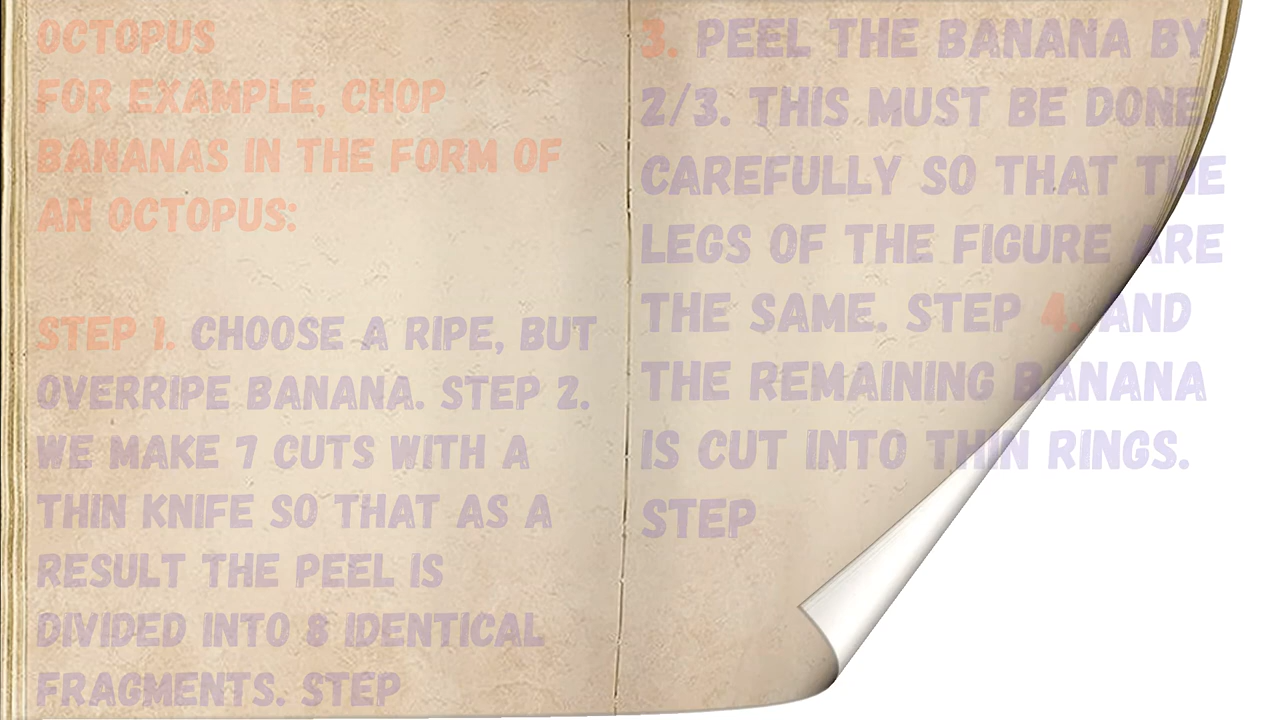 OCTOPUS
FOR EXAMPLE, CHOP
BANANAS IN THE FORM OF
AN OCTOPUS:
STEP 1. CHOOSE A RIPE, BUT
OVERRIPE BANANA. STEP 2.
WE MAKE 7 CUTS WITH A
THIN KNIFE SO THAT AS A
RESULT THE PEEL IS
DIVIDED INTO 8 IDENTICAL
FRAGMENTS. STEP
3. PEEL THE BANANA BY
2/3. THIS MUST BE DONE
CAREFULLY SO THAT THE
LEGS OF THE FIGURE ARE
THE SAME. STEP 4. AND
THE REMAINING BANANA
IS CUT INTO THIN RINGS.
STEP